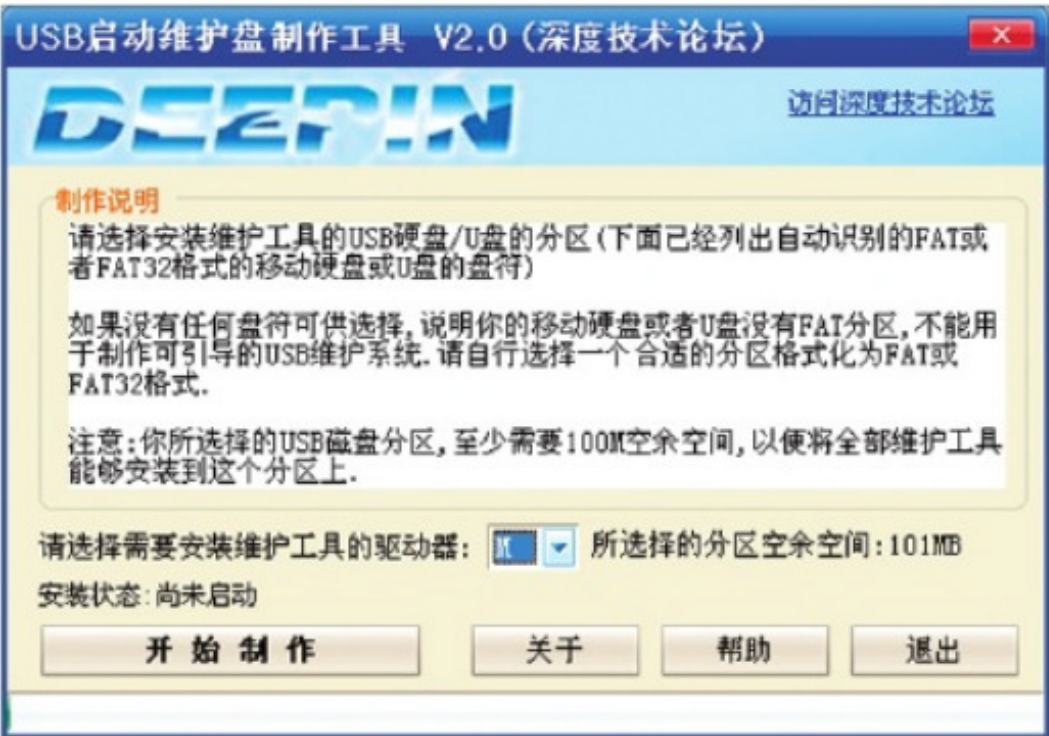 USB启动维护盘制作工具 V2.0 (深度技术论坛)
DEEPIN
访问深度技术论坛
制作说明
请选择安装维护工具的USB硬盘/U盘的分区(下面已经列出自动识别的FAT或
者FAT32格式的移动硬盘或U盘的盘符)
如果没有任何盘符可供选择,说明你的移动硬盘或者U盘没有FAT分区,不能用
于制作可引导的USB维护系统.请自行选择一个合适的分区格式化为FAT或
FAT32格式.
注意:你所选择的USB磁盘分区,至少需要100M空余空间,以便将全部维护工具
能够安装到这个分区上.
请选择需要安装维护工具的驱动器: 所选择的分区空余空间:101MB
安装状态:尚未启动
开 始 制 作 关于 帮助 退出